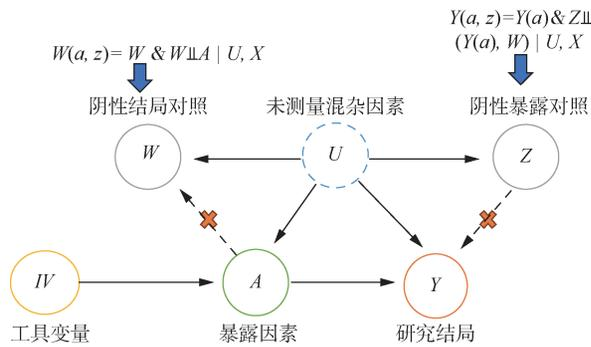 Y(a, z)=Y(a) & Z⫫
(Y(a), W) | U, X
W(a, z)= W & W⫫A | U, X
阴性结局对照
未测量混杂因素
阴性暴露对照
W
U
Z
IV
A
Y
工具变量
暴露因素
研究结局